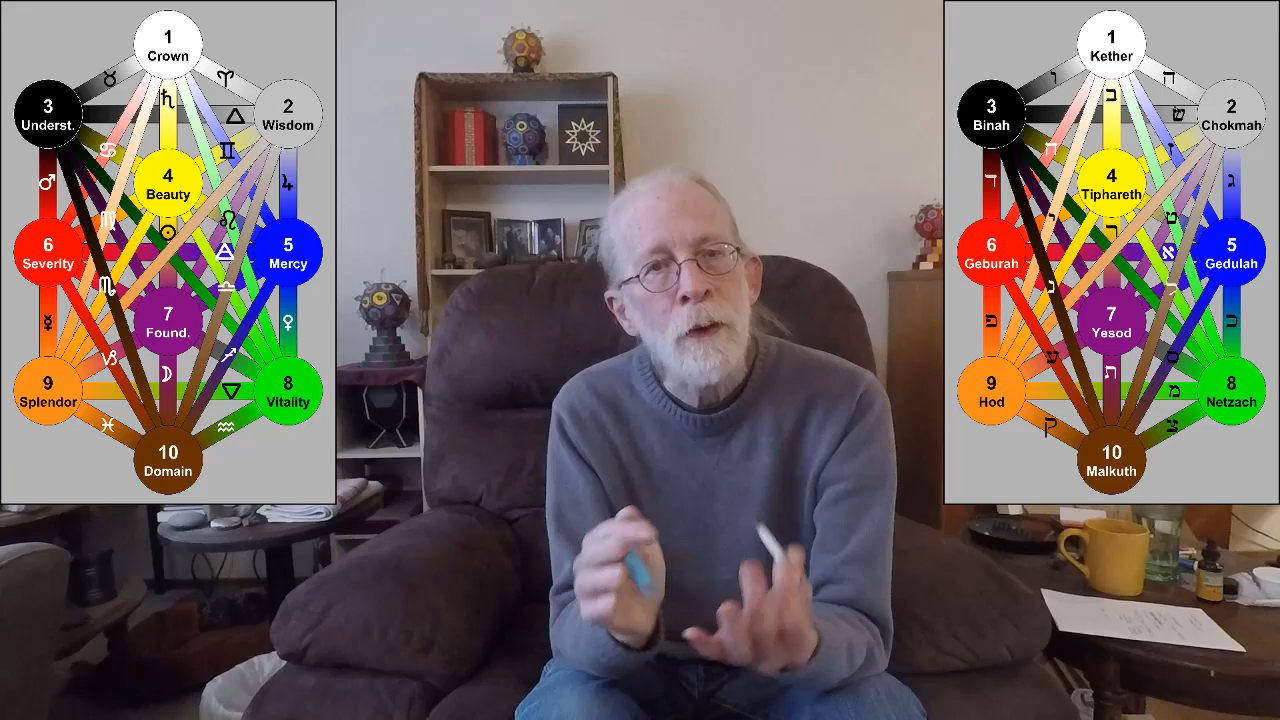 1
Crown
3
Underst.
2
Wisdom
4
Beauty
6
Severity
5
Mercy
7
Found.
9
Splendor
8
Vitality
10
Domain
1
Kether
ו
ה
ב
3
Binah
2
Chokmah
ש
ח
ז
4
Tiphareth
ד
ג
י
ט
ר
6
Geburah
5
Gedulah
א
נ
7
Yesod
פ
ע
ס
ת
9
Hod
8
Netzach
מ
ק
צ
10
Malkuth